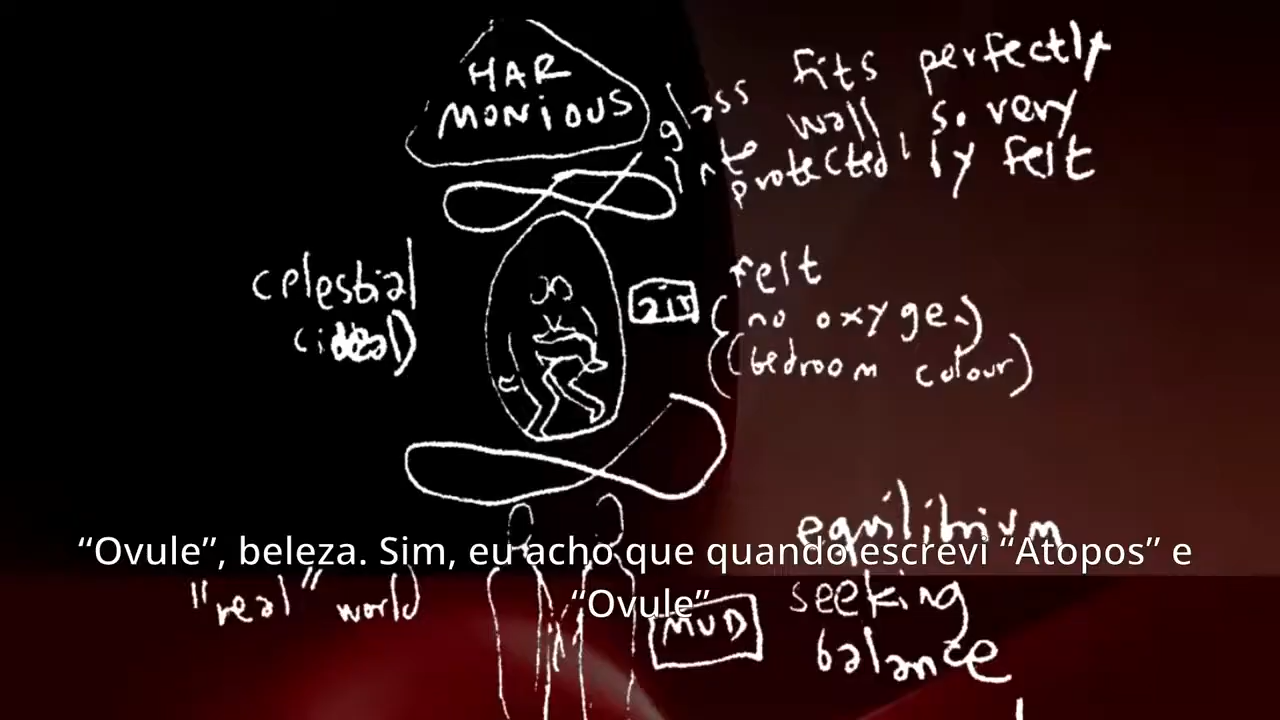 HAR
MONIOUS
glass fits perfectly
into wall so very
protected ly felt
celestial
(ideal)
air
felt
(no oxygen)
(bedroom colour)
equilibrium
“Ovule”, beleza. Sim, eu acho que quando escrevi “Atopos” e
“Ovule”
"real" world
MUD
seeking
balance